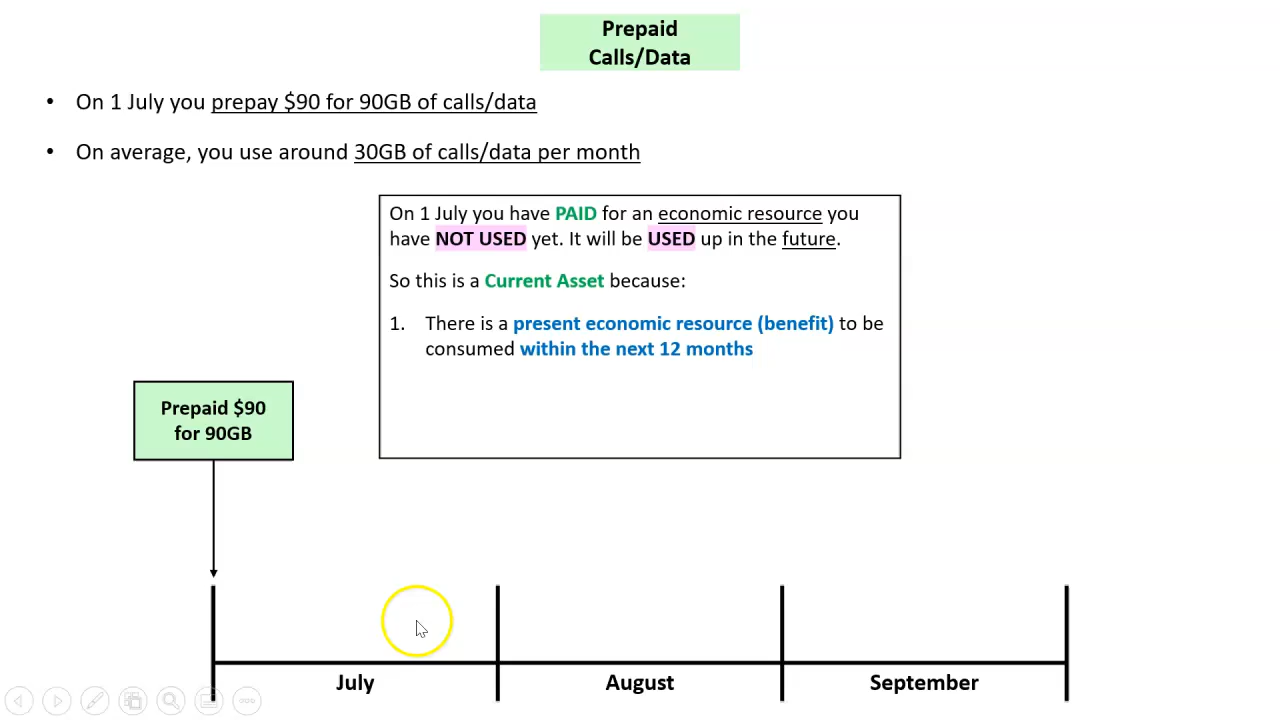 Prepaid
Calls/Data
• On 1 July you prepay $90 for 90GB of calls/data
• On average, you use around 30GB of calls/data per month
On 1 July you have PAID for an economic resource you
have NOT USED yet. It will be USED up in the future.
So this is a Current Asset because:
1. There is a present economic resource (benefit) to be
consumed within the next 12 months
Prepaid $90
for 90GB
July
August
September